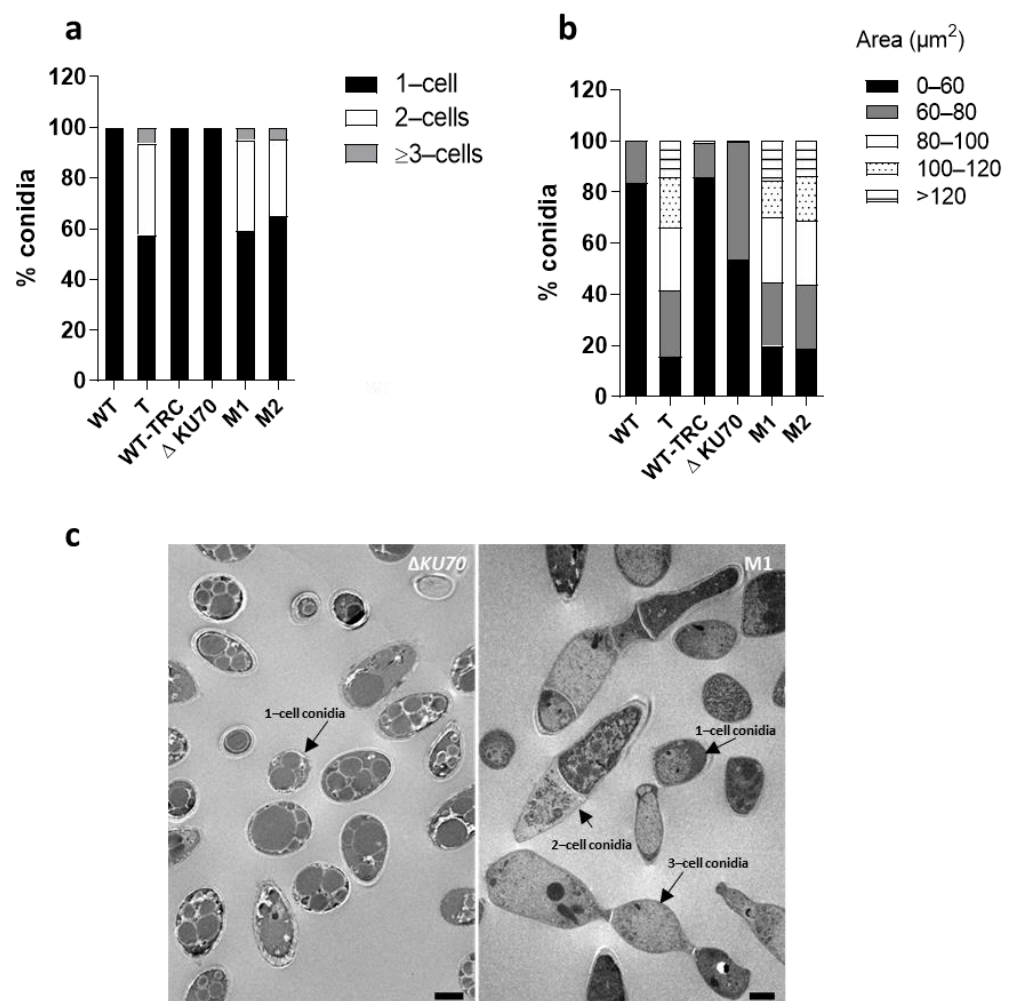 a
120
100
80
60
40
20
0
% conidia
WT
T
WT-TRC
Δ KU70
M1
M2
1–cell
2–cells
≥3–cells
b
120
100
80
60
40
20
0
% conidia
WT
T
WT-TRC
Δ KU70
M1
M2
Area (µm²)
0–60
60–80
80–100
100–120
>120
c
ΔKU70
1–cell conidia
M1
1–cell conidia
2–cell conidia
3–cell conidia